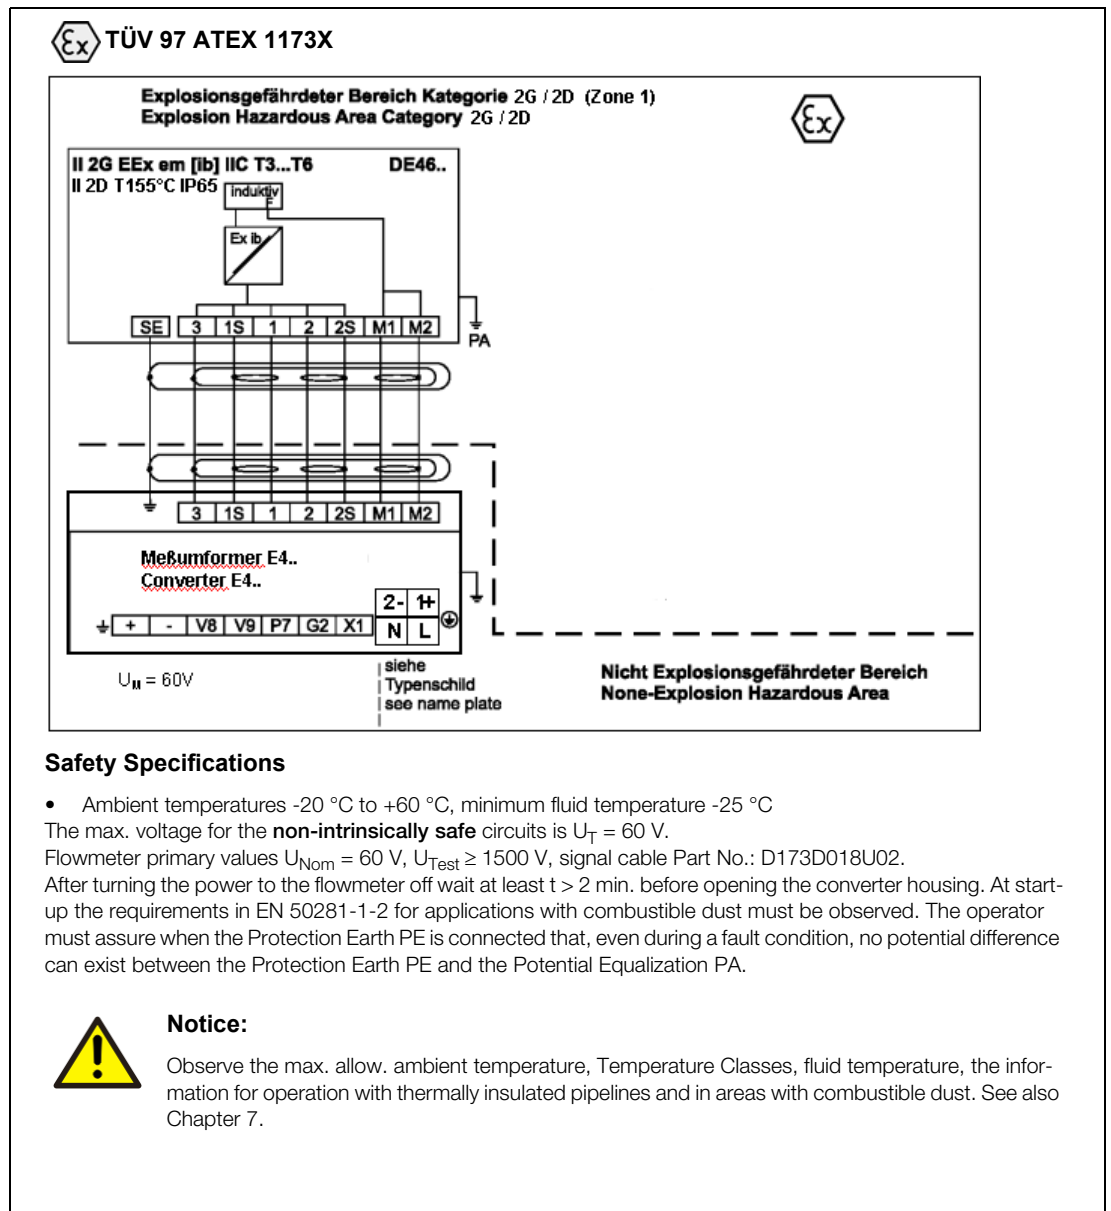 Ex TÜV 97 ATEX 1173X
Explosionsgefährdeter Bereich Kategorie 2G / 2D (Zone 1)
Explosion Hazardous Area Category 2G / 2D
Ex
II 2G EEx em [ib] IIC T3...T6 DE46..
II 2D T155°C IP65
induktiv
F
Ex ib
SE 3 1S 1 2 2S M1 M2
PA
3 1S 1 2 2S M1 M2
Meßumformer E4..
Converter E4..
2- 1+
+ - V8 V9 P7 G2 X1 N L
UM = 60V
siehe
Typenschild
see name plate
Nicht Explosionsgefährdeter Bereich
None-Explosion Hazardous Area
Safety Specifications
• Ambient temperatures -20 °C to +60 °C, minimum fluid temperature -25 °C
The max. voltage for the non-intrinsically safe circuits is UT = 60 V.
Flowmeter primary values UNom = 60 V, UTest ≥ 1500 V, signal cable Part No.: D173D018U02.
After turning the power to the flowmeter off wait at least t > 2 min. before opening the converter housing. At start-
up the requirements in EN 50281-1-2 for applications with combustible dust must be observed. The operator
must assure when the Protection Earth PE is connected that, even during a fault condition, no potential difference
can exist between the Protection Earth PE and the Potential Equalization PA.
Notice:
Observe the max. allow. ambient temperature, Temperature Classes, fluid temperature, the infor-
mation for operation with thermally insulated pipelines and in areas with combustible dust. See also
Chapter 7.